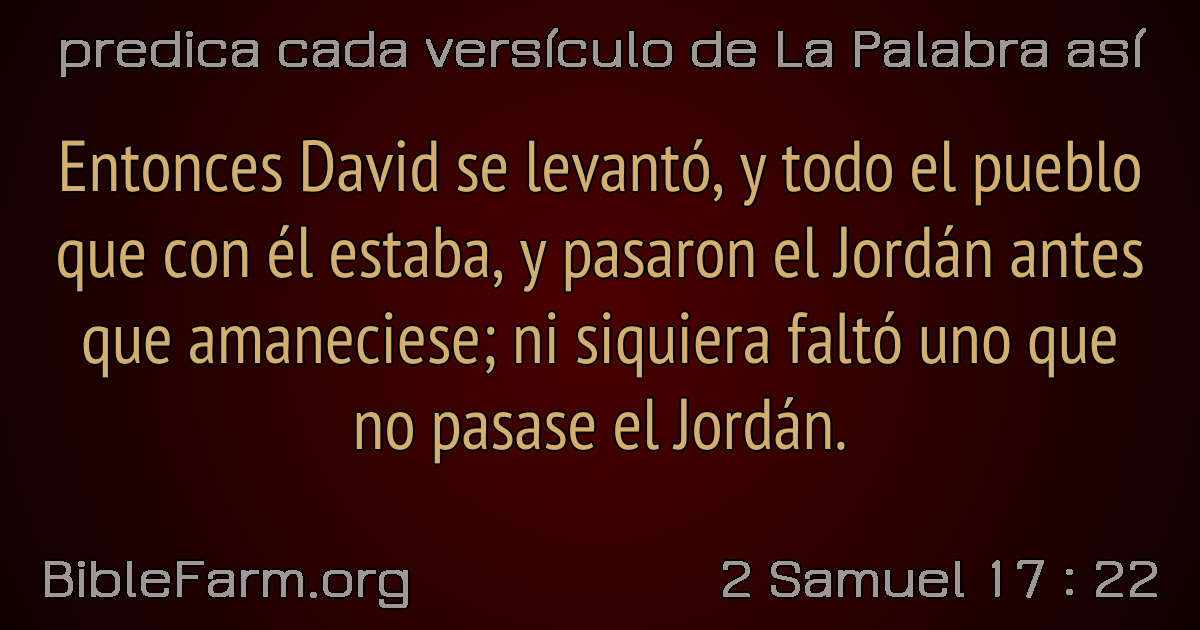 predica cada versículo de La Palabra así
Entonces David se levantó, y todo el pueblo
que con él estaba, y pasaron el Jordán antes
que amaneciese; ni siquiera faltó uno que
no pasase el Jordán.
BibleFarm.org
2 Samuel 17 : 22